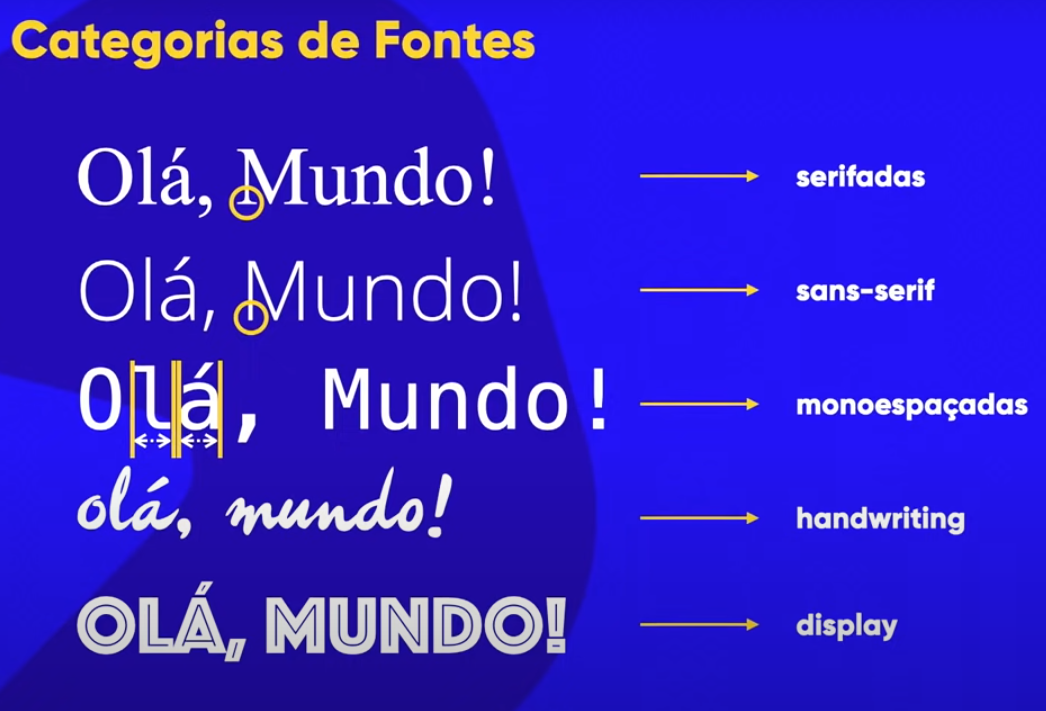 Categorias de Fontes
Olá, Mundo! serifadas
Olá, Mundo! sans-serif
Olá, Mundo! monoespaçadas
olá, mundo! handwriting
OLÁ, MUNDO! display